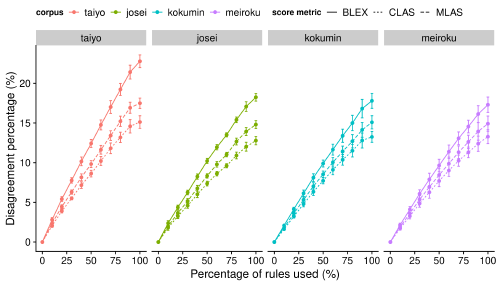 corpus taiyo josei kokumin meiroku score metric BLEX CLAS MLAS
taiyo josei kokumin meiroku
Disagreement percentage (%)
20
15
10
5
0
0 25 50 75 100 0 25 50 75 100 0 25 50 75 100 0 25 50 75 100
Percentage of rules used (%)